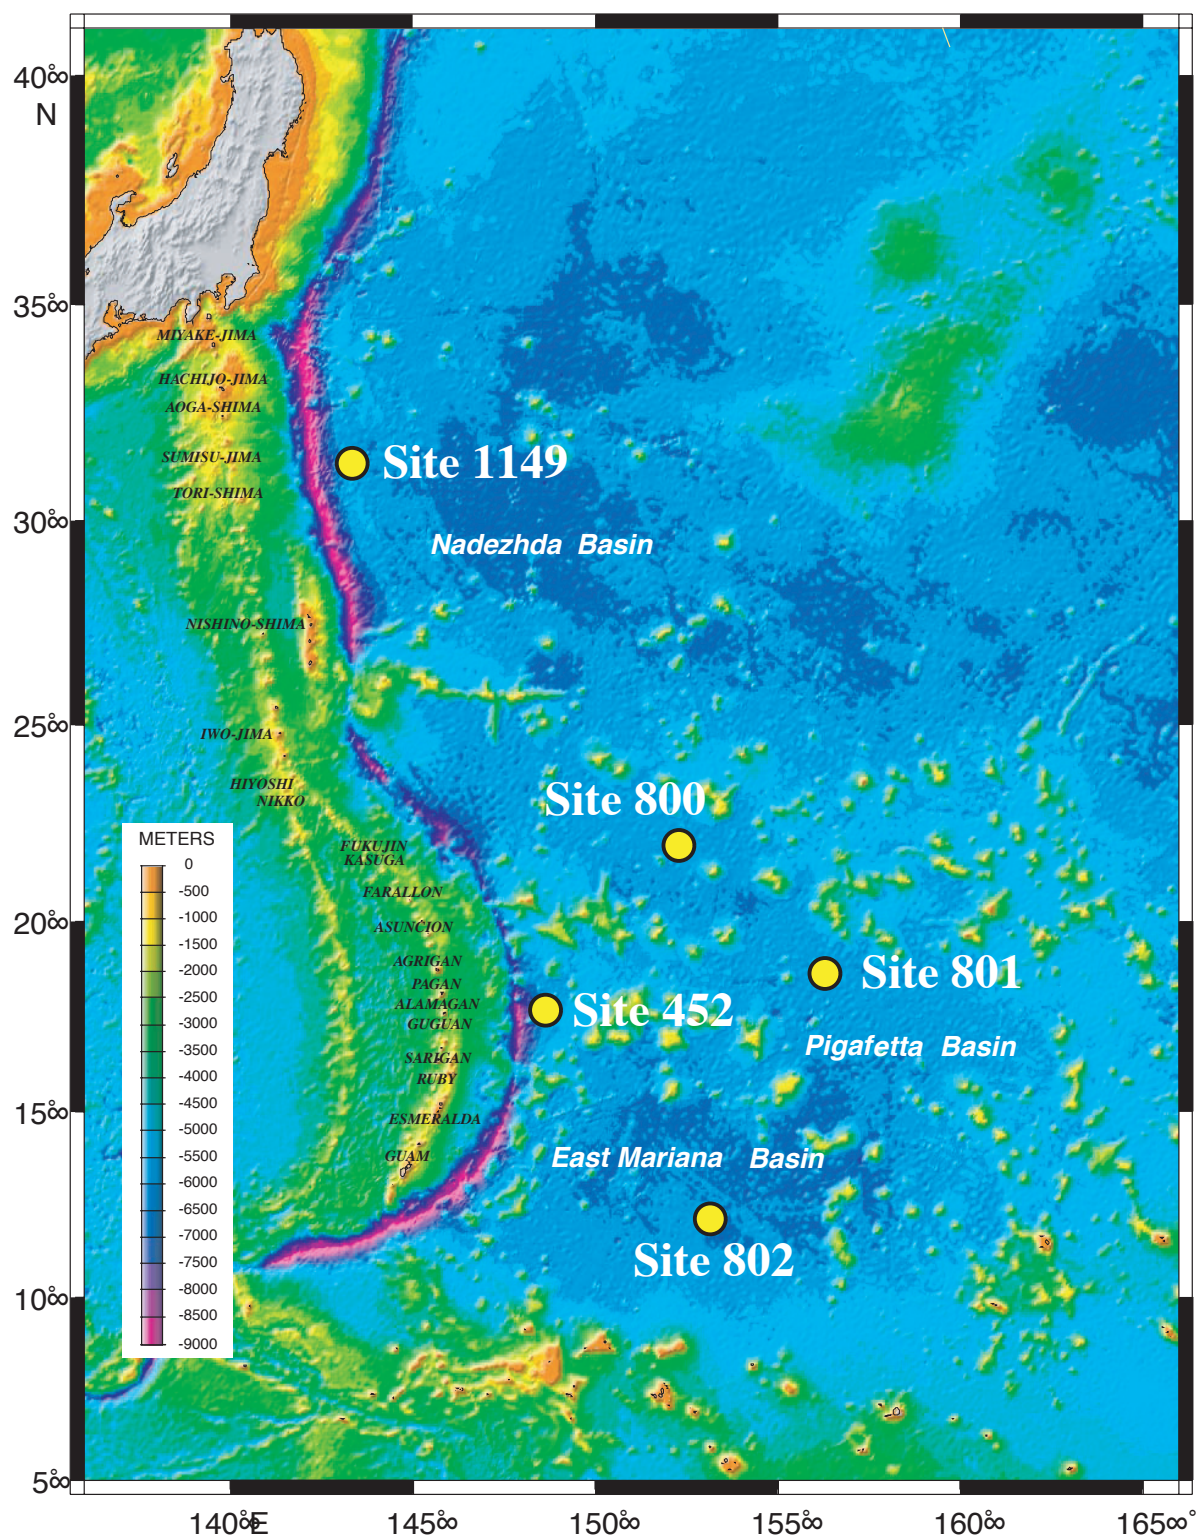 40∞
N
35∞
30∞
25∞
20∞
15∞
10∞
5∞
MIYAKE-JIMA
HACHIJO-JIMA
AOGA-SHIMA
SUMISU-JIMA
TORI-SHIMA
NISHINO-SHIMA
IWO-JIMA
HIYOSHI
NIKKO
FUKUJIN
KASUGA
FARALLON
ASUNCION
AGRIGAN
PAGAN
ALAMAGAN
GUGUAN
SARIGAN
RUBY
ESMERALDA
GUAM
Site 1149
Nadezhda Basin
Site 800
Site 801
Site 452
Pigafetta Basin
East Mariana Basin
Site 802
METERS
0
-500
-1000
-1500
-2000
-2500
-3000
-3500
-4000
-4500
-5000
-5500
-6000
-6500
-7000
-7500
-8000
-8500
-9000
140∞E
145∞
150∞
155∞
160∞
165∞